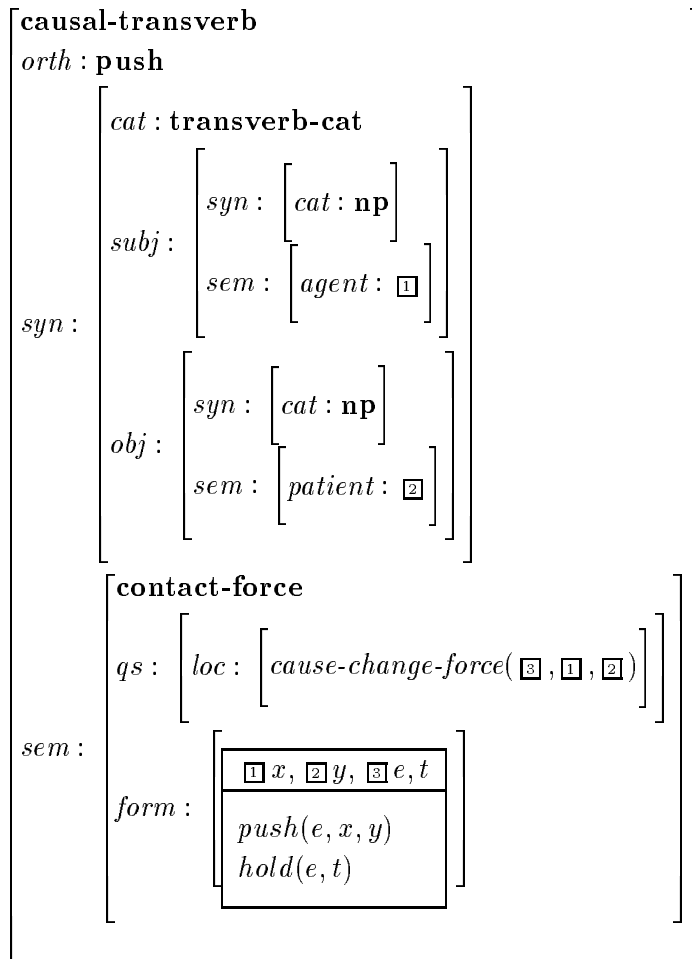 causal-transverb
orth : push
syn :
cat : transverb-cat
subj :
syn : [cat : np]
sem : [agent : 1]
obj :
syn : [cat : np]
sem : [patient : 2]
sem :
contact-force
qs : [loc : [cause-change-force( 3 , 1 , 2 )]]
form :
1 x, 2 y, 3 e, t
push(e, x, y)
hold(e, t)